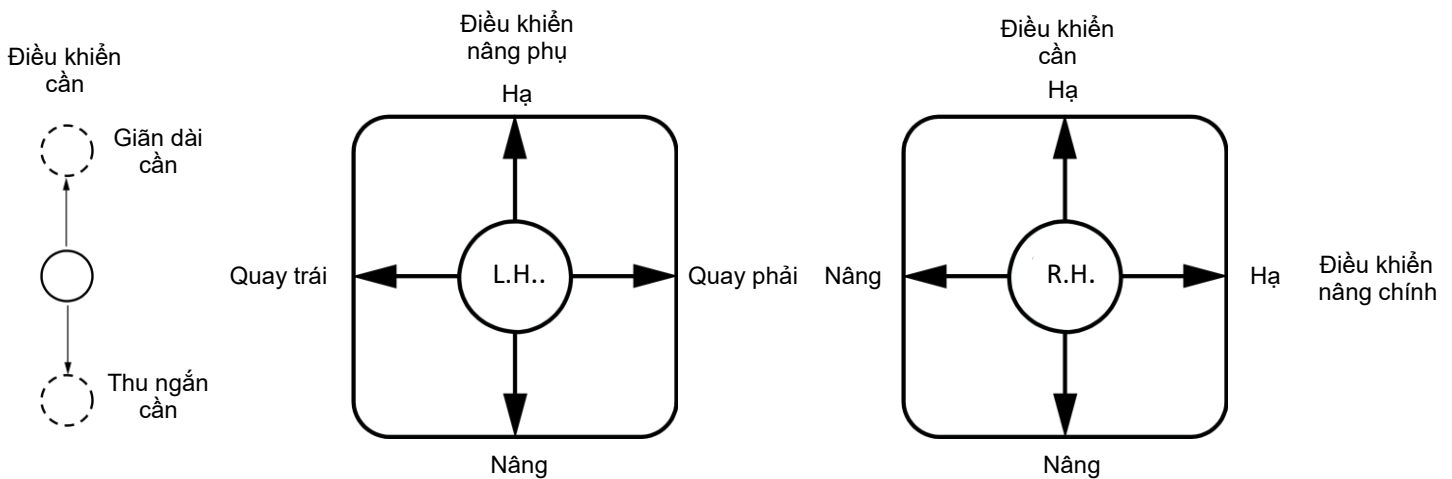 Điều khiển
cần
Giãn dài
cần
Thu ngắn
cần
Điều khiển
nâng phụ
Hạ
Quay trái
L.H..
Quay phải
Nâng
Điều khiển
cần
Hạ
Nâng
R.H.
Hạ
Điều khiển
nâng chính
Nâng